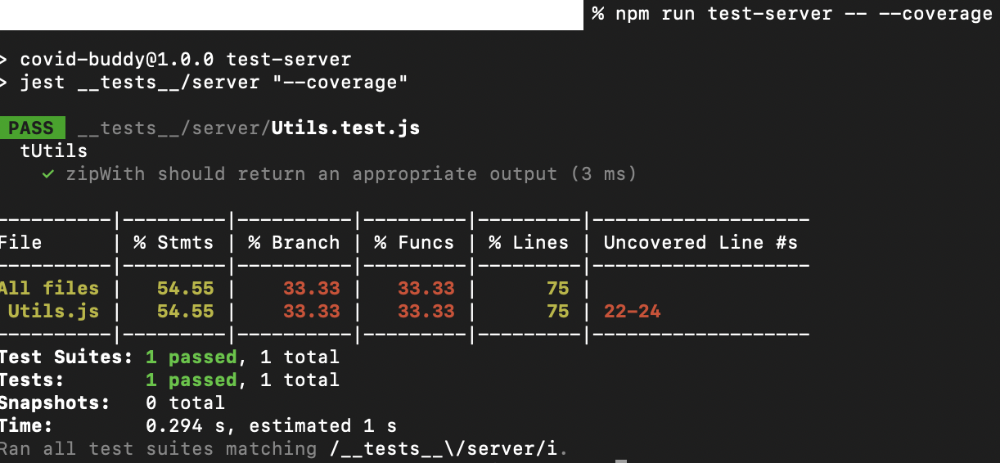 % npm run test-server -- --coverage
> covid-buddy@1.0.0 test-server
> jest __tests__/server "--coverage"
PASS __tests__/server/Utils.test.js
tUtils
✓ zipWith should return an appropriate output (3 ms)
----------|---------|----------|---------|---------|-------------------
File | % Stmts | % Branch | % Funcs | % Lines | Uncovered Line #s
----------|---------|----------|---------|---------|-------------------
All files | 54.55 | 33.33 | 33.33 | 75 |
Utils.js | 54.55 | 33.33 | 33.33 | 75 | 22-24
----------|---------|----------|---------|---------|-------------------
Test Suites: 1 passed, 1 total
Tests: 1 passed, 1 total
Snapshots: 0 total
Time: 0.294 s, estimated 1 s
Ran all test suites matching /__tests__\/server/i.